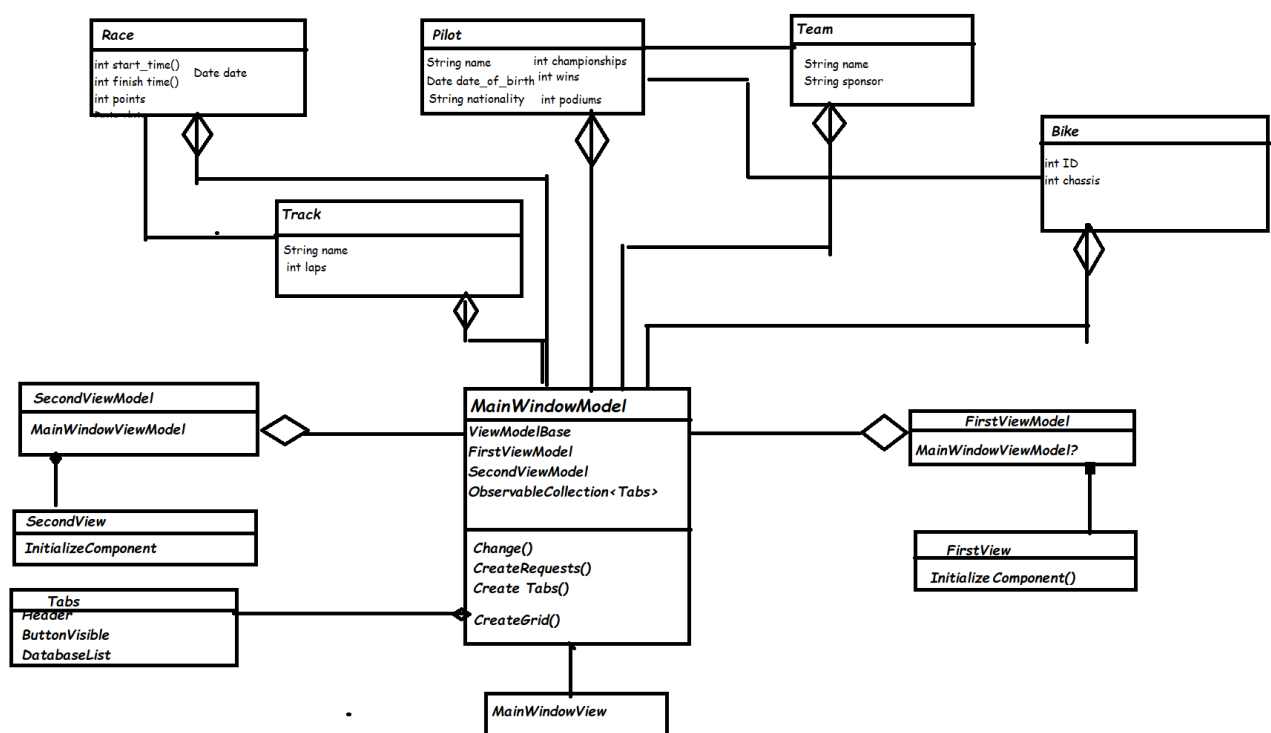 Race
int start_time()
Date date
int finish time()
int points
Pilot
String name
int championships
Date date_of_birth
int wins
String nationality
int podiums
Team
String name
String sponsor
Bike
int ID
int chassis
Track
String name
int laps
SecondViewModel
MainWindowViewModel
SecondView
InitializeComponent
Tabs
Header
ButtonVisible
DatabaseList
MainWindowModel
ViewModelBase
FirstViewModel
SecondViewModel
ObservableCollection<Tabs>
Change()
CreateRequests()
Create Tabs()
CreateGrid()
MainWindowView
FirstViewModel
MainWindowViewModel?
FirstView
Initialize Component()